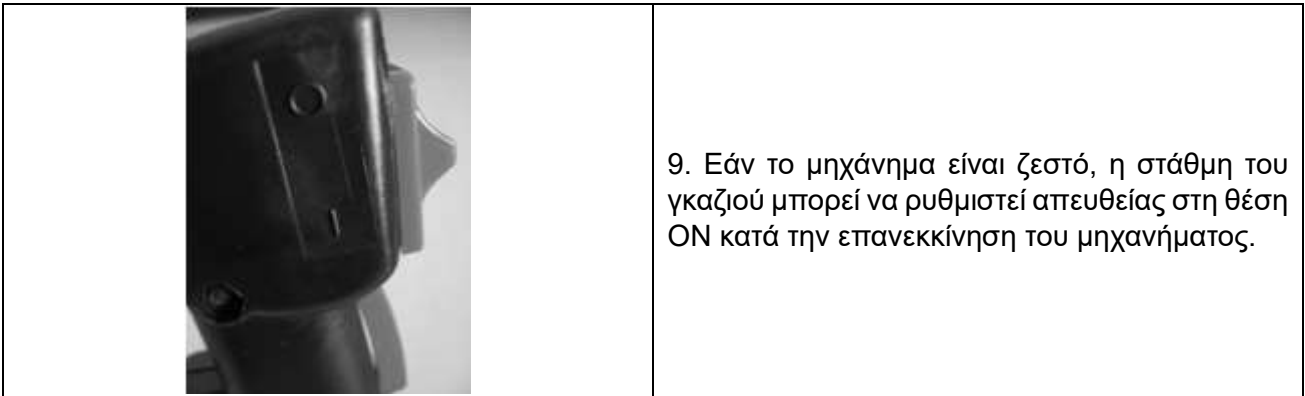 9. Εάν το μηχάνημα είναι ζεστό, η στάθμη του
γκαζιού μπορεί να ρυθμιστεί απευθείας στη θέση
ON κατά την επανεκκίνηση του μηχανήματος.